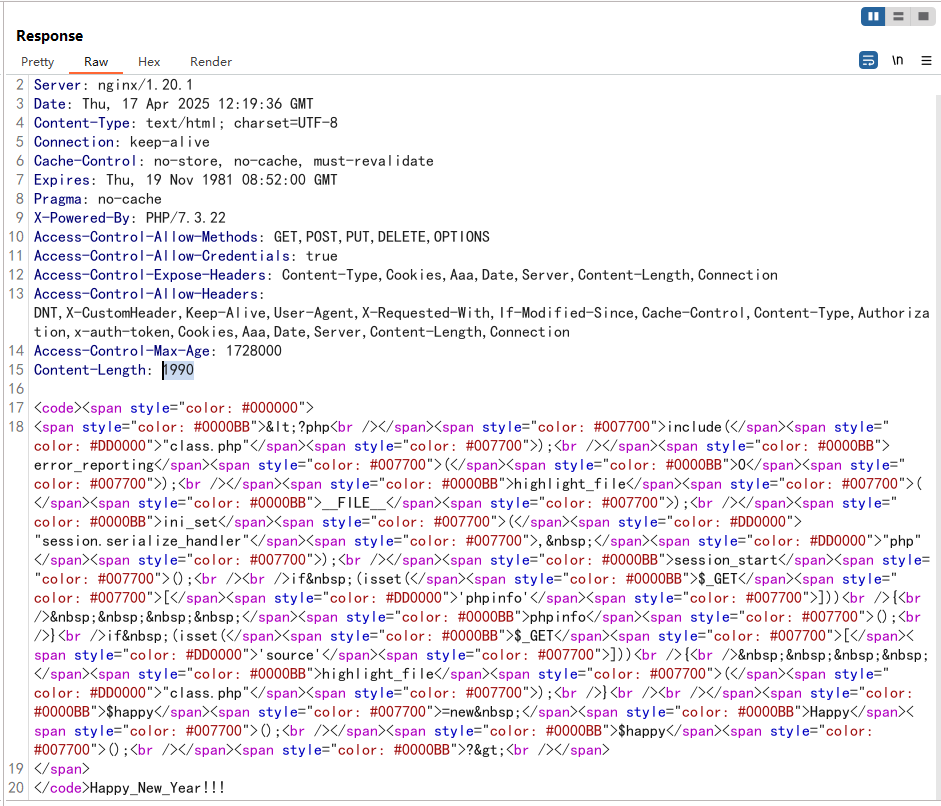 Response
Pretty Raw Hex Render \n
2 Server: nginx/1.20.1
3 Date: Thu, 17 Apr 2025 12:19:36 GMT
4 Content-Type: text/html; charset=UTF-8
5 Connection: keep-alive
6 Cache-Control: no-store, no-cache, must-revalidate
7 Expires: Thu, 19 Nov 1981 08:52:00 GMT
8 Pragma: no-cache
9 X-Powered-By: PHP/7.3.22
10 Access-Control-Allow-Methods: GET,POST,PUT,DELETE,OPTIONS
11 Access-Control-Allow-Credentials: true
12 Access-Control-Expose-Headers: Content-Type,Cookies,Aaa,Date,Server,Content-Length,Connection
13 Access-Control-Allow-Headers:
DNT,X-CustomHeader,Keep-Alive,User-Agent,X-Requested-With,If-Modified-Since,Cache-Control,Content-Type,Authoriza
tion,x-auth-token,Cookies,Aaa,Date,Server,Content-Length,Connection
14 Access-Control-Max-Age: 1728000
15 Content-Length: 1990
16
17 <code><span style="color: #000000">
18 <span style="color: #0000BB">&lt;?php<br /></span><span style="color: #007700">include(</span><span style="
color: #DD0000">"class.php"</span><span style="color: #007700">);<br /></span><span style="color: #0000BB">
error_reporting</span><span style="color: #007700">(</span><span style="color: #0000BB">0</span><span style="
color: #007700">);<br /></span><span style="color: #0000BB">highlight_file</span><span style="color: #007700">(
</span><span style="color: #0000BB">__FILE__</span><span style="color: #007700">);<br /></span><span style="
color: #0000BB">ini_set</span><span style="color: #007700">(</span><span style="color: #DD0000">
"session.serialize_handler"</span><span style="color: #007700">,&nbsp;</span><span style="color: #DD0000">"php"
</span><span style="color: #007700">);<br /></span><span style="color: #0000BB">session_start</span><span style=
"color: #007700">();<br /><br />if&nbsp;(isset(</span><span style="color: #0000BB">$_GET</span><span style="
color: #007700">[</span><span style="color: #DD0000">'phpinfo'</span><span style="color: #007700">]))<br />{<br
/>&nbsp;&nbsp;&nbsp;&nbsp;</span><span style="color: #0000BB">phpinfo</span><span style="color: #007700">();<br
/>}<br />if&nbsp;(isset(</span><span style="color: #0000BB">$_GET</span><span style="color: #007700">[</span><
span style="color: #DD0000">'source'</span><span style="color: #007700">]))<br />{<br />&nbsp;&nbsp;&nbsp;&nbsp;
</span><span style="color: #0000BB">highlight_file</span><span style="color: #007700">(</span><span style="
color: #DD0000">"class.php"</span><span style="color: #007700">);<br />}<br /><br /></span><span style="color:
#0000BB">$happy</span><span style="color: #007700">=new&nbsp;</span><span style="color: #0000BB">Happy</span><
span style="color: #007700">();<br /></span><span style="color: #0000BB">$happy</span><span style="color:
#007700">();<br /></span><span style="color: #0000BB">?&gt;<br /></span>
19 </span>
20 </code>Happy_New_Year!!!